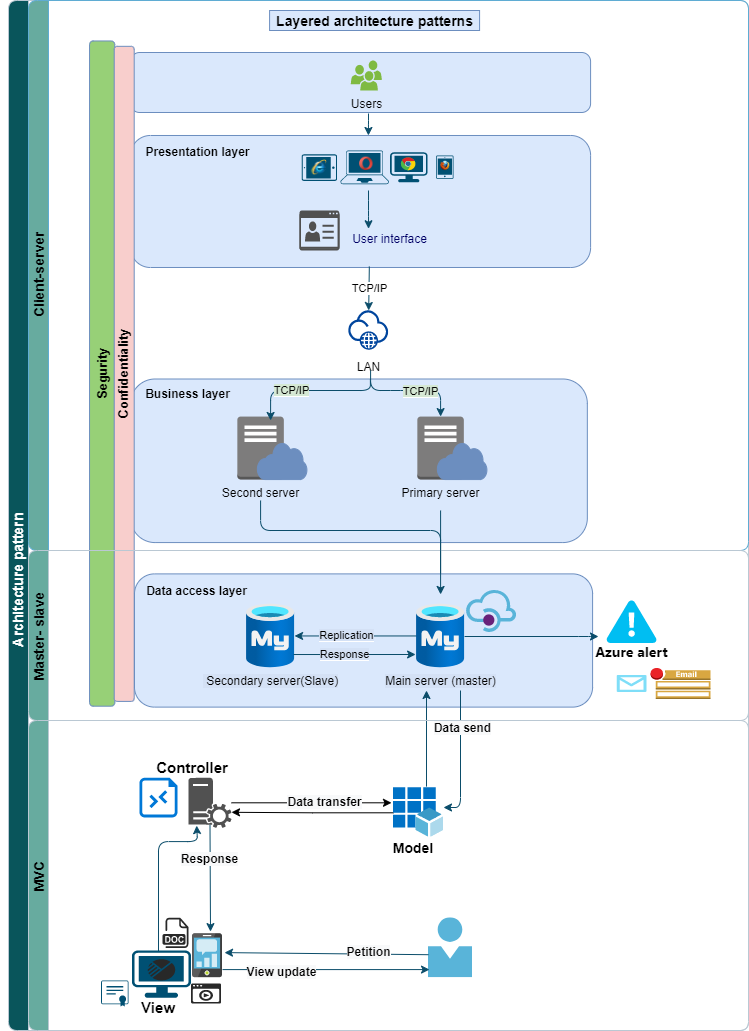 Layered architecture patterns
Architecture pattern
Client-server
Segurity
Confidentiality
Users
Presentation layer
User interface
TCP/IP
LAN
Business layer
TCP/IP
TCP/IP
Second server
Primary server
Master- slave
Data access layer
My
My
Replication
Response
Secondary server(Slave)
Main server (master)
Azure alert
Email
Data send
MVC
Controller
Data transfer
Model
Response
DOC
Petition
View update
View